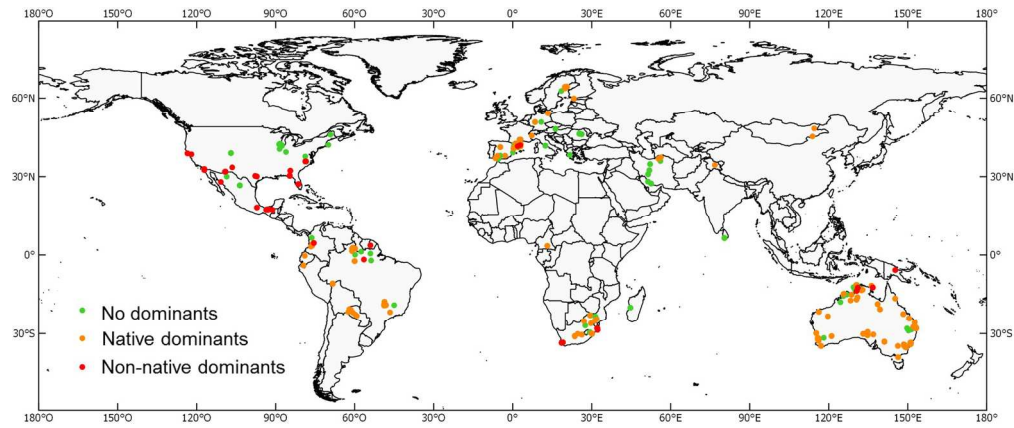 180°O 150°O 90°O 60°O 30°O 0° 30°E 60°E 120°E 150°E 180°
60°N 60°N
30°N 30°N
0° 0°
No dominants
Native dominants
30°S 30°S
Non-native dominants
180°O 150°O 120°O 90°O 60°O 30°O 0° 30°E 60°E 90°E 120°E 150°E 180°